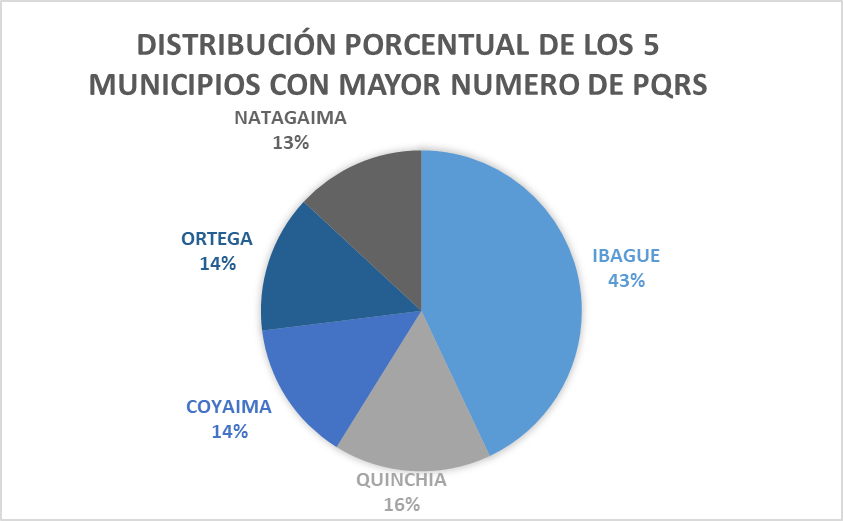 DISTRIBUCIÓN PORCENTUAL DE LOS 5
MUNICIPIOS CON MAYOR NUMERO DE PQRS
NATAGAIMA
13%
ORTEGA
14%
IBAGUE
43%
COYAIMA
14%
QUINCHIA
16%